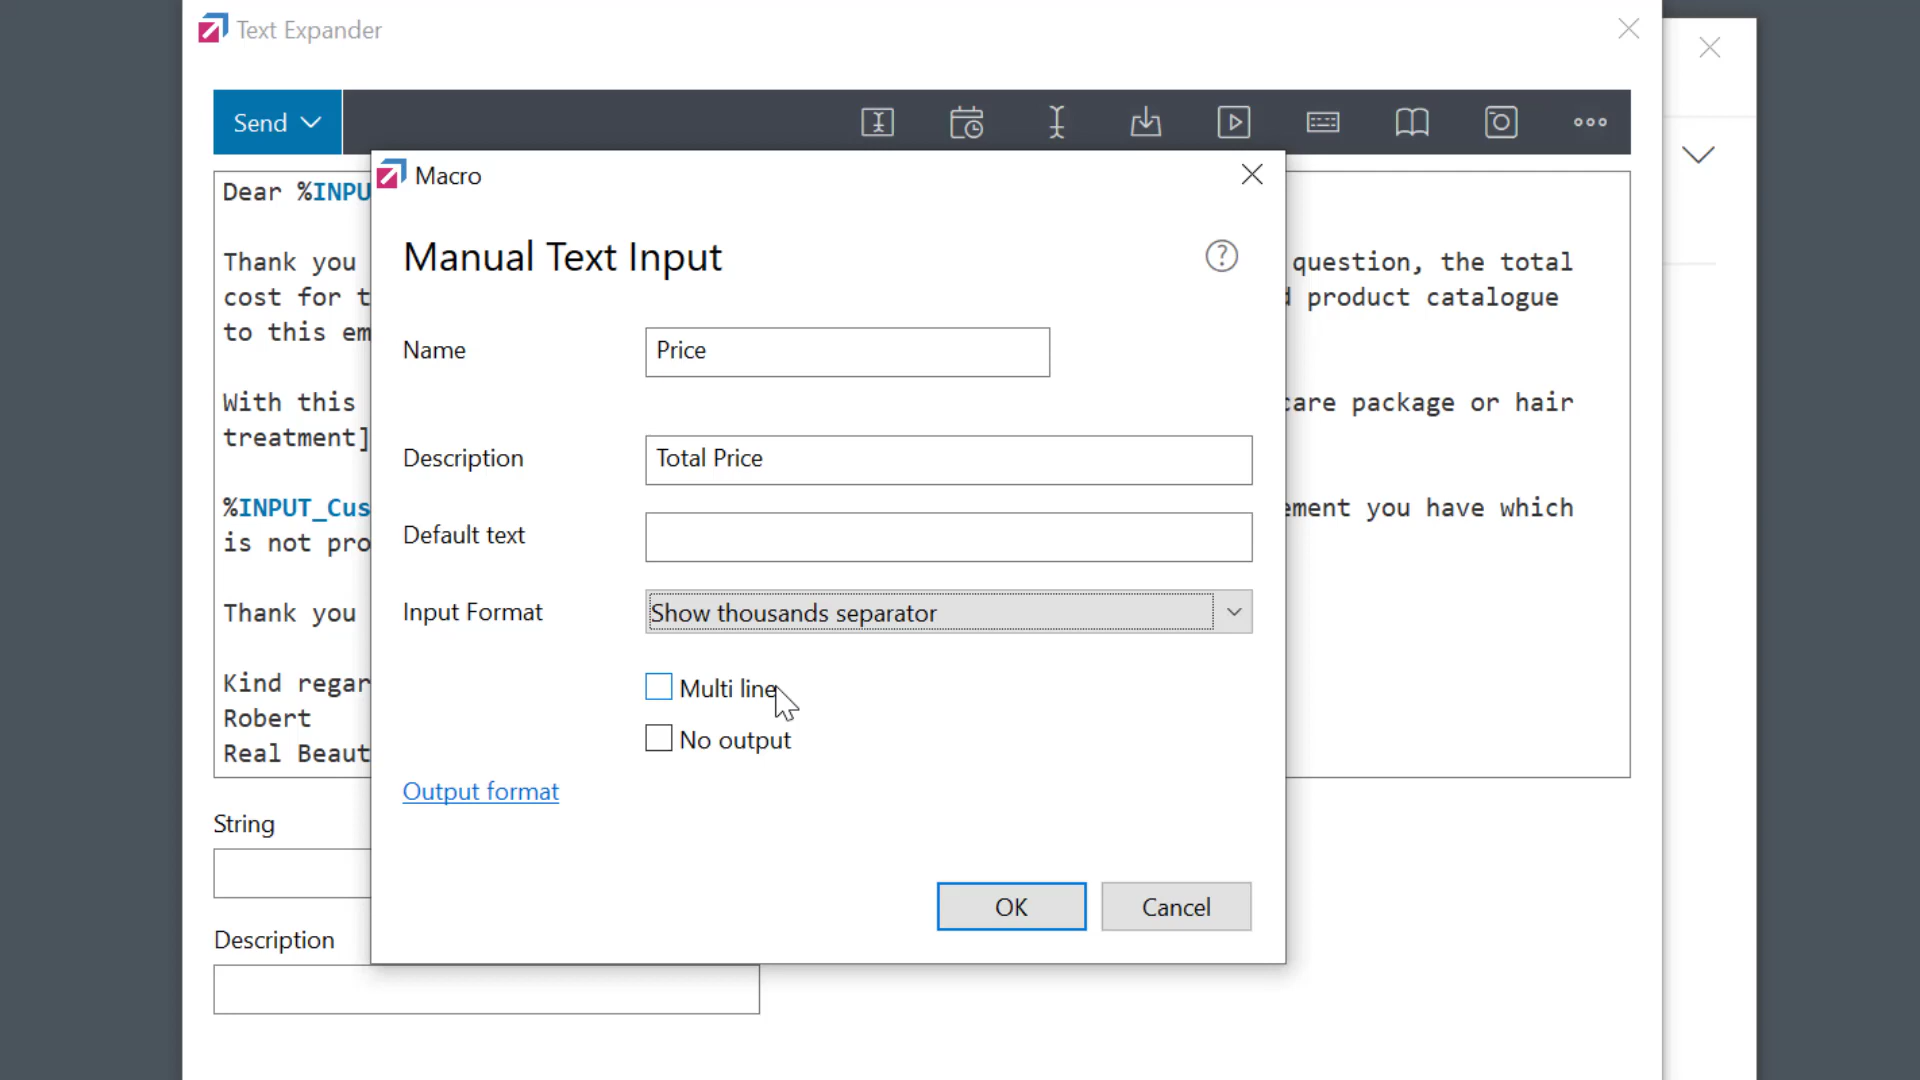 Text Expander
Send
Macro
Dear %INPU
Manual Text Input
Thank you question, the total
cost for t product catalogue
to this em
Name Price
With this care package or hair
treatment]
Description Total Price
%INPUT_Cus ement you have which
is not pro
Default text
Thank you
Input Format Show thousands separator
Kind regar
Multi line
Robert
No output
Real Beaut
Output format
String
OK Cancel
Description